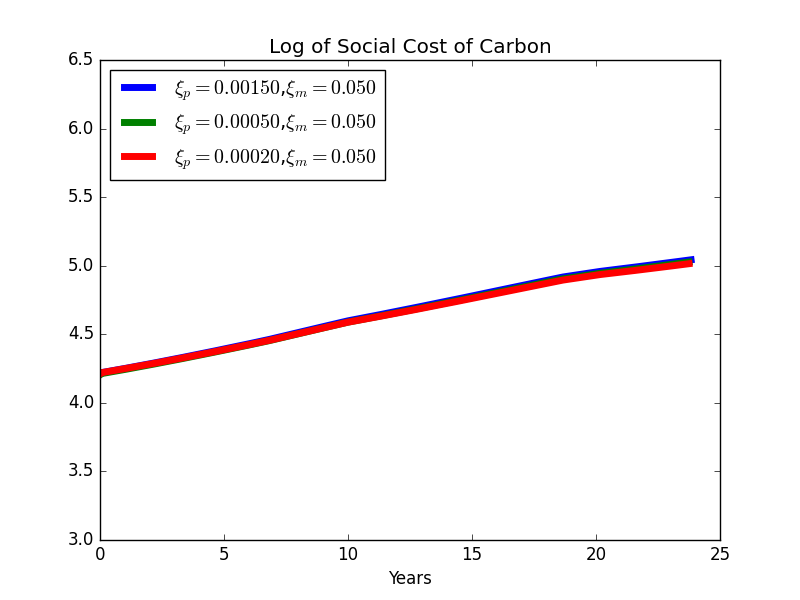 Log of Social Cost of Carbon
6.5
6.0
5.5
5.0
4.5
4.0
3.5
3.0
ξₚ = 0.00150,ξₘ = 0.050
ξₚ = 0.00050,ξₘ = 0.050
ξₚ = 0.00020,ξₘ = 0.050
0 5 10 15 20 25
Years